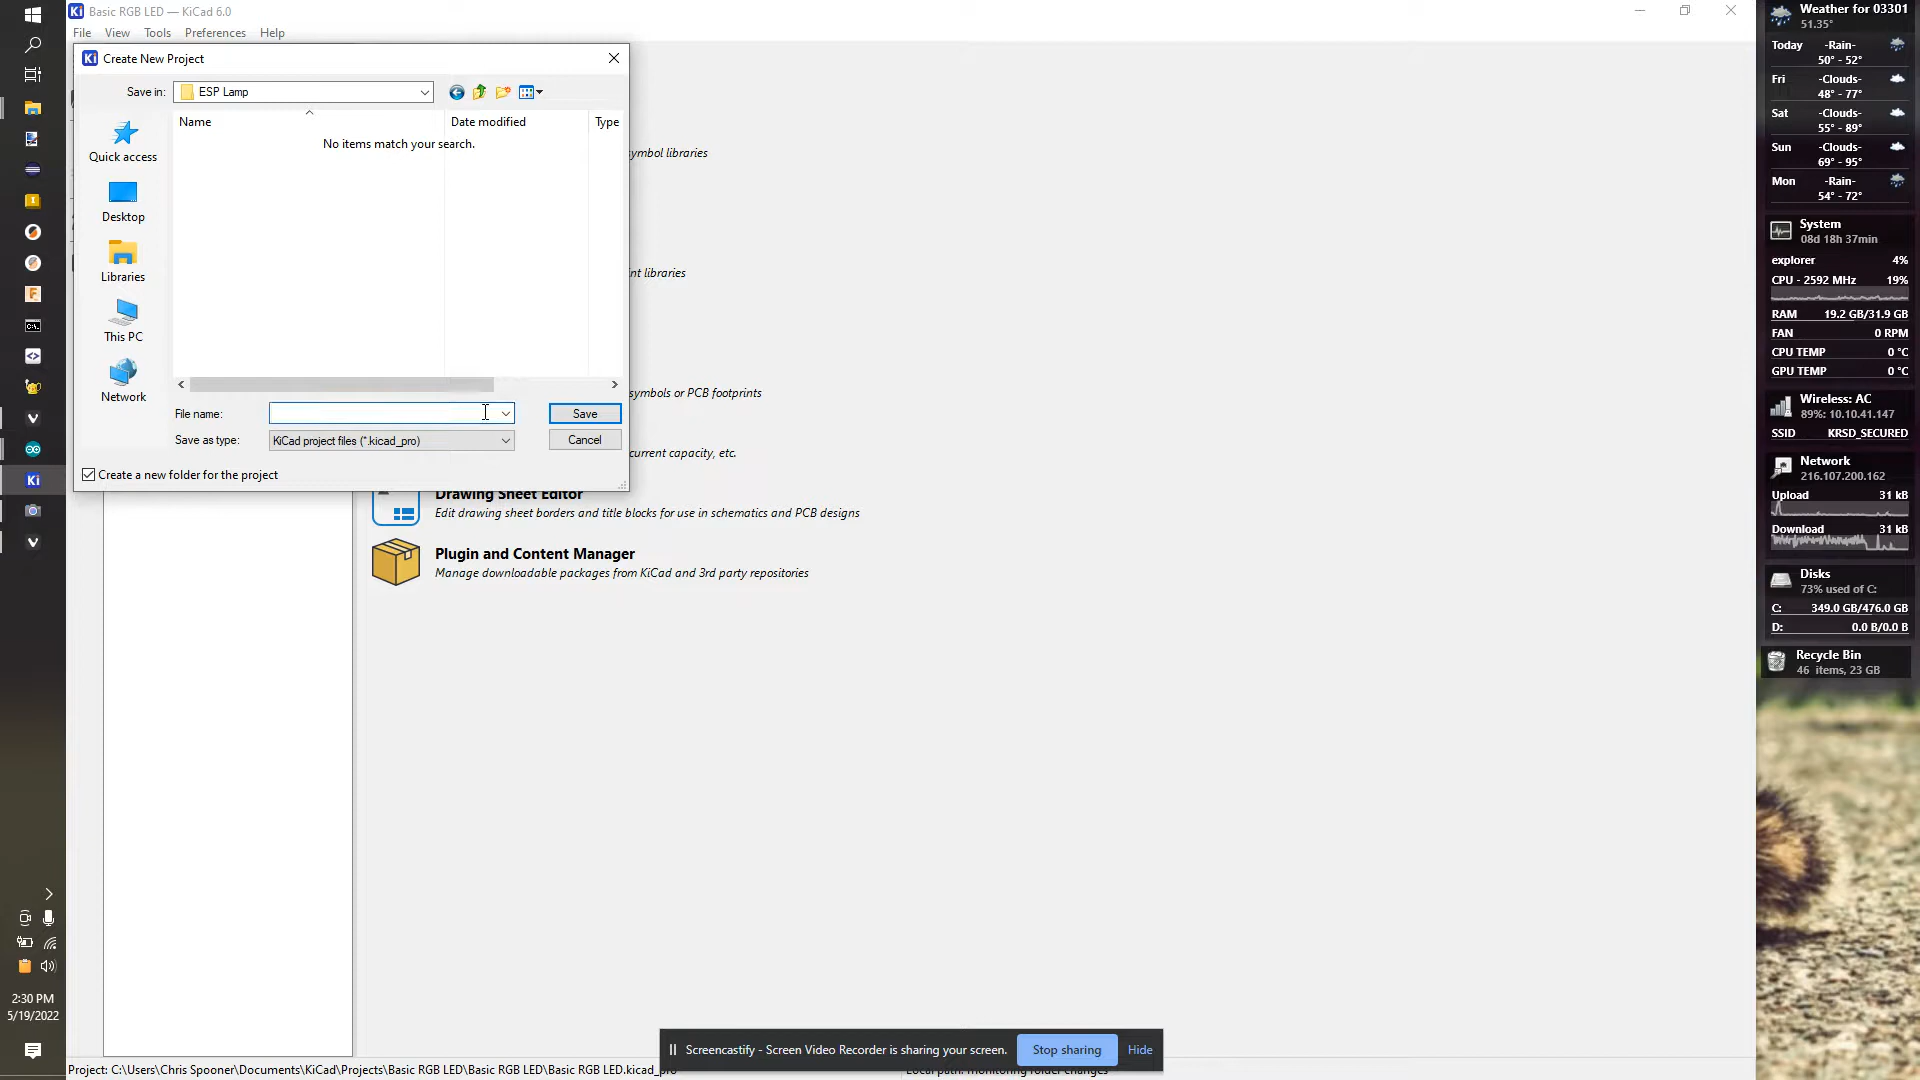 Basic RGB LED — KiCad 6.0
File View Tools Preferences Help
Create New Project
Save in: ESP Lamp
Name Date modified Type
No items match your search.
Quick access
Desktop
Libraries
This PC
Network
File name: Save
Save as type: KiCad project files (*.kicad_pro) Cancel
Create a new folder for the project
ymbol libraries
nt libraries
symbols or PCB footprints
current capacity, etc.
Drawing Sheet Editor
Edit drawing sheet borders and title blocks for use in schematics and PCB designs
Plugin and Content Manager
Manage downloadable packages from KiCad and 3rd party repositories
2:30 PM
5/19/2022
Screencastify - Screen Video Recorder is sharing your screen. Stop sharing Hide
Project: C:\Users\Chris Spooner\Documents\KiCad\Projects\Basic RGB LED\Basic RGB LED\Basic RGB LED.kicad_pro Local path: monitoring folder changes
Weather for 03301
51.35°
Today -Rain-
50° - 52°
Fri -Clouds-
48° - 77°
Sat -Clouds-
55° - 89°
Sun -Clouds-
69° - 95°
Mon -Rain-
54° - 72°
System
08d 18h 37min
explorer 4%
CPU - 2592 MHz 19%
RAM 19.2 GB/31.9 GB
FAN 0 RPM
CPU TEMP 0 °C
GPU TEMP 0 °C
Wireless: AC
89%: 10.10.41.147
SSID KRSD_SECURED
Network
216.107.200.162
Upload 31 kB
Download 31 kB
Disks
73% used of C:
C: 349.0 GB/476.0 GB
D: 0.0 B/0.0 B
Recycle Bin
46 items, 23 GB